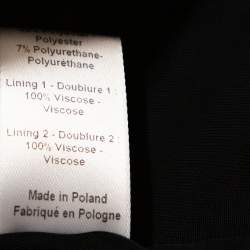 Polyester
7% Polyurethane-
Polyuréthane
Lining 1 - Doublure 1 :
100% Viscose -
Viscose
Lining 2 - Doublure 2 :
100% Viscose -
Viscose
Made in Poland
Fabriqué en Pologne